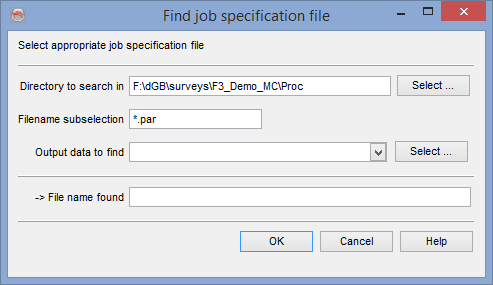 Find job specification file
Select appropriate job specification file
Directory to search in F:\dGB\surveys\F3_Demo_MC\Proc Select ...
Filename subselection *.par
Output data to find Select ...
-> File name found
OK Cancel Help